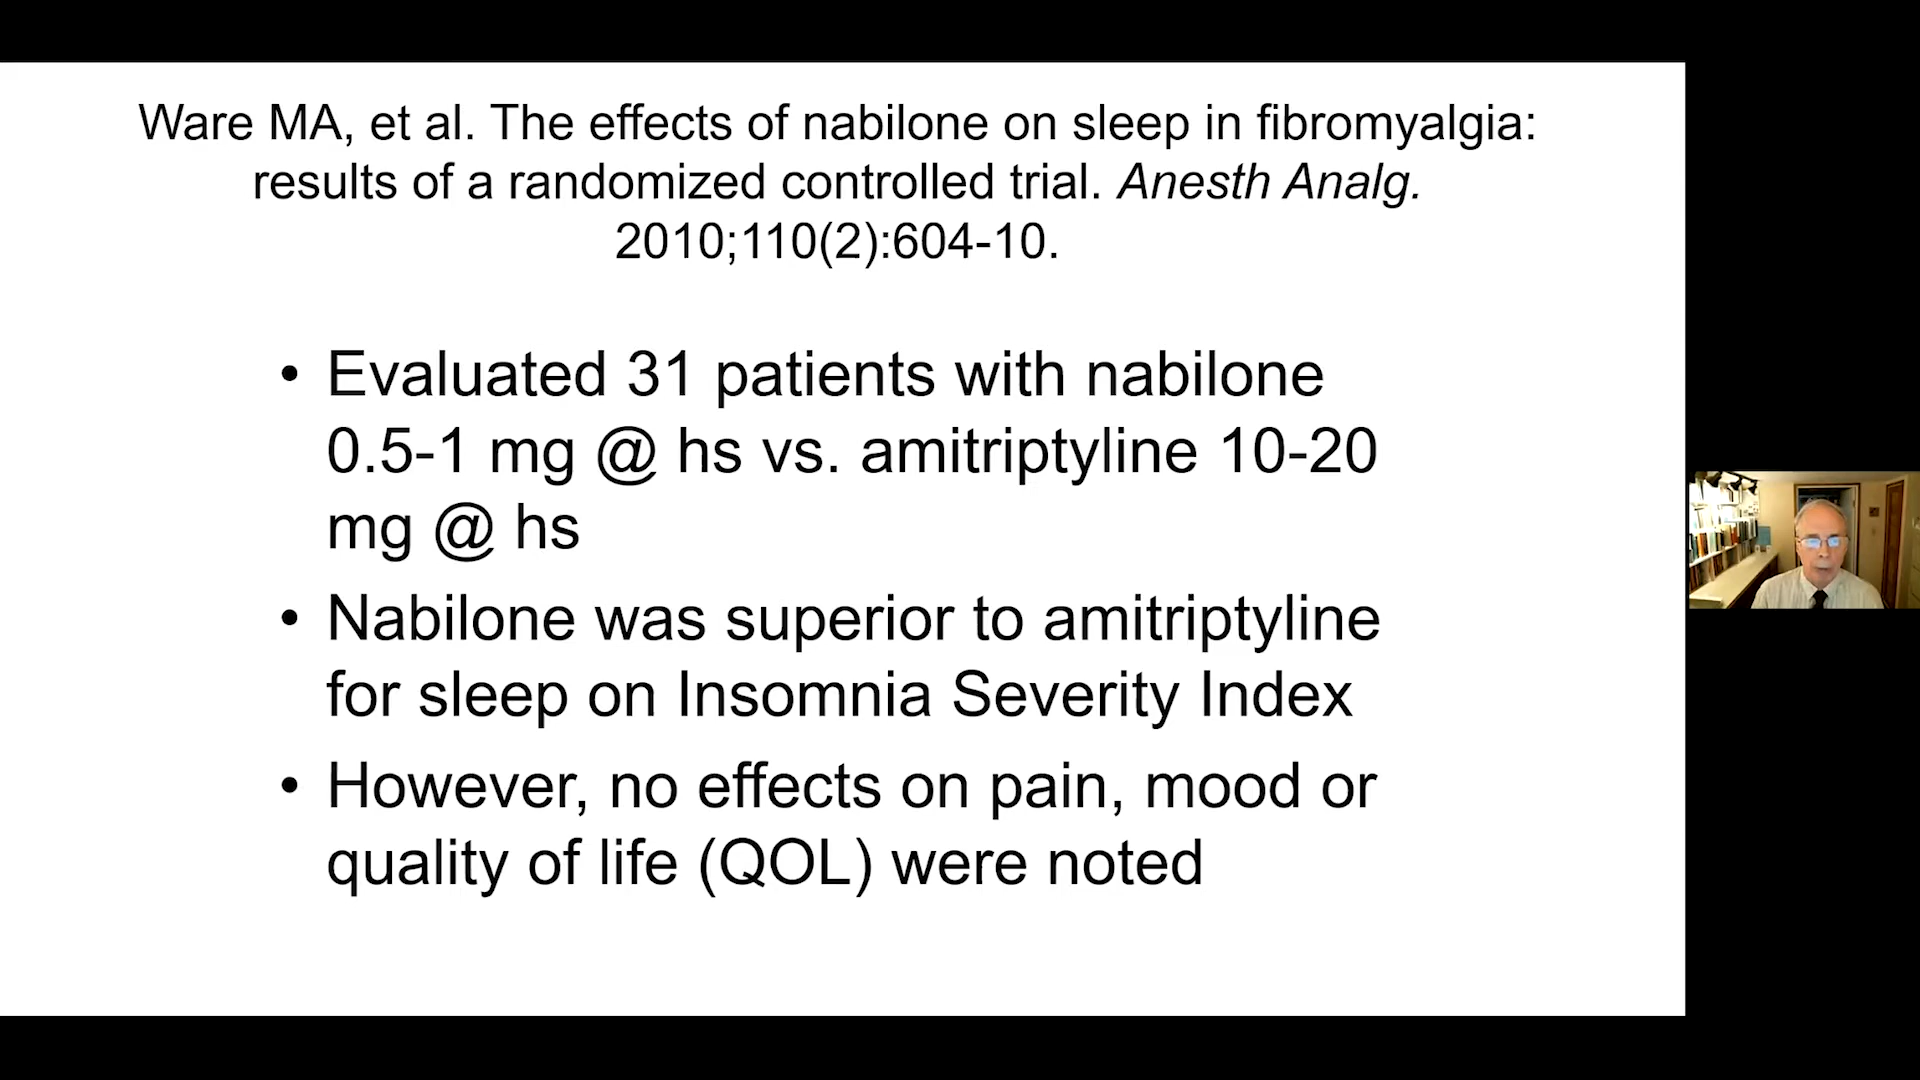 Ware MA, et al. The effects of nabilone on sleep in fibromyalgia:
results of a randomized controlled trial. Anesth Analg.
2010;110(2):604-10.
• Evaluated 31 patients with nabilone
0.5-1 mg @ hs vs. amitriptyline 10-20
mg @ hs
• Nabilone was superior to amitriptyline
for sleep on Insomnia Severity Index
• However, no effects on pain, mood or
quality of life (QOL) were noted